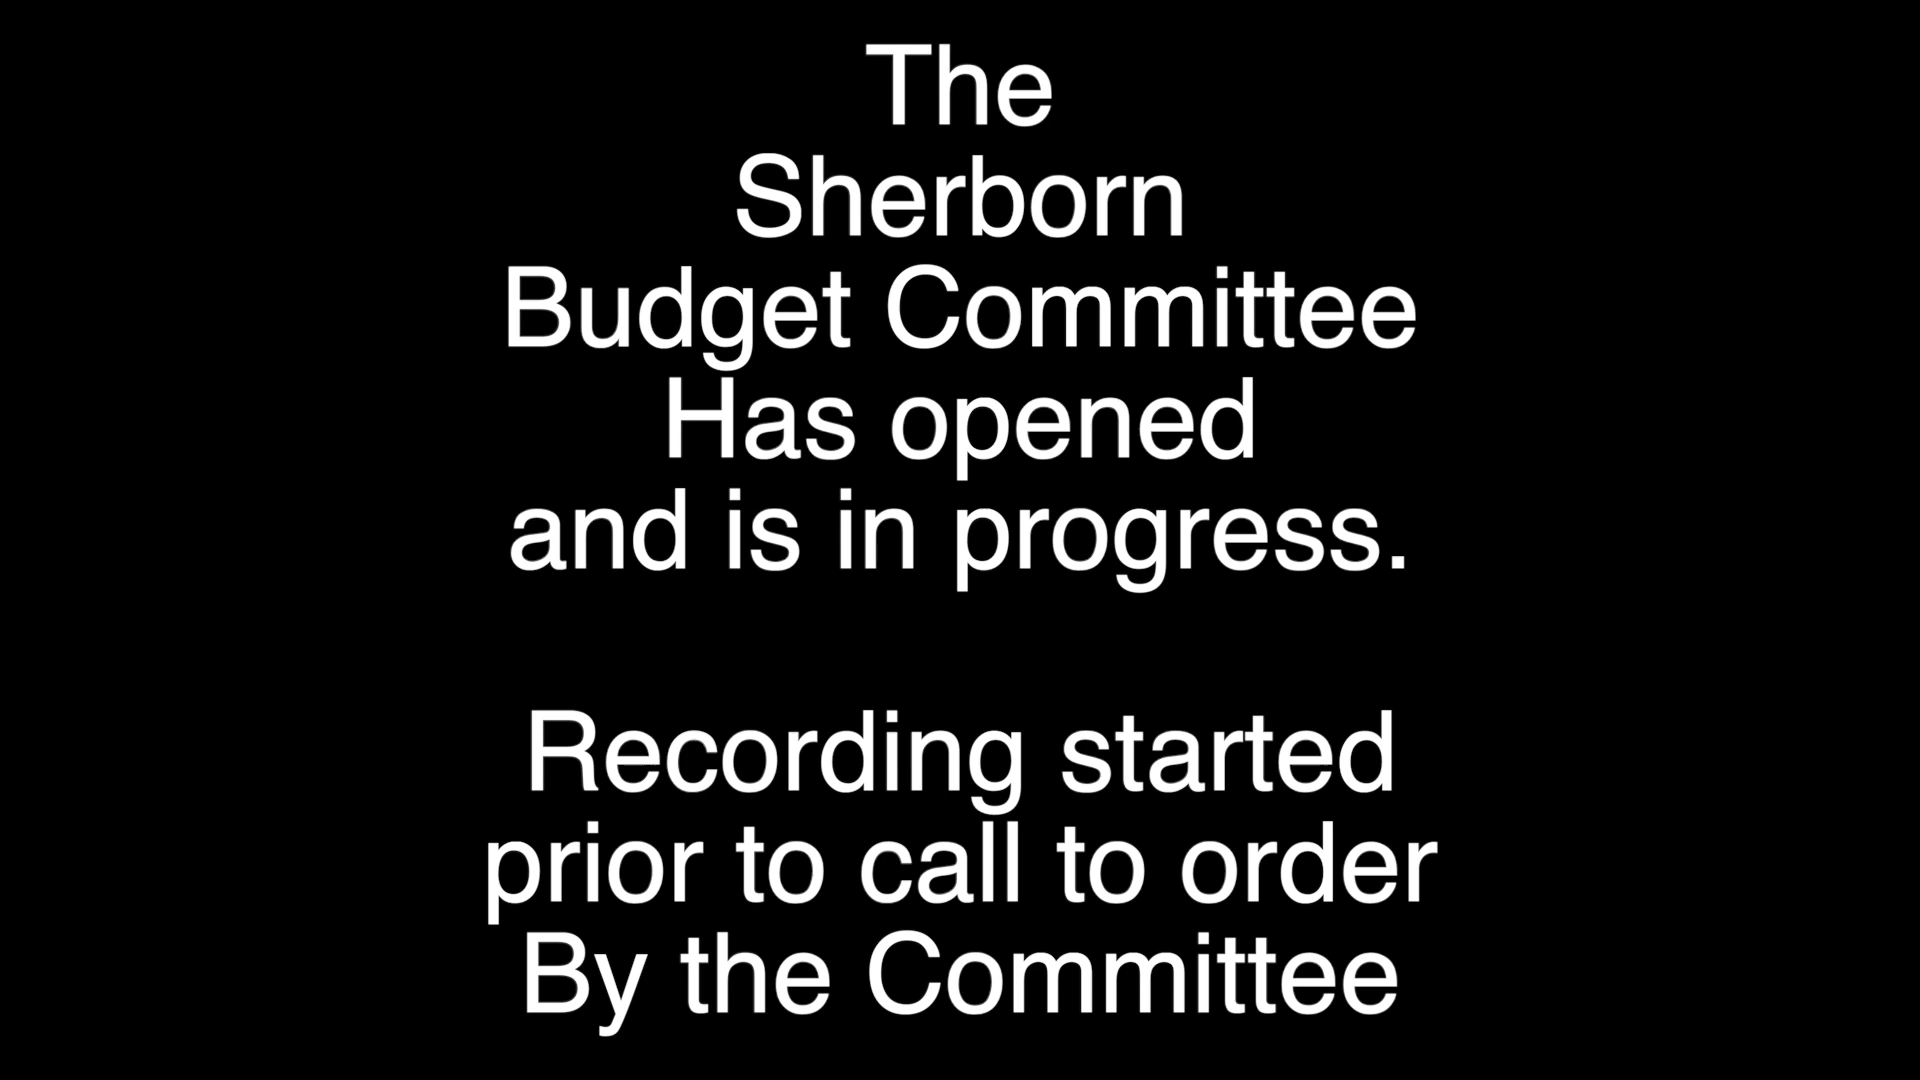 The
Sherborn
Budget Committee
Has opened
and is in progress.
Recording started
prior to call to order
By the Committee